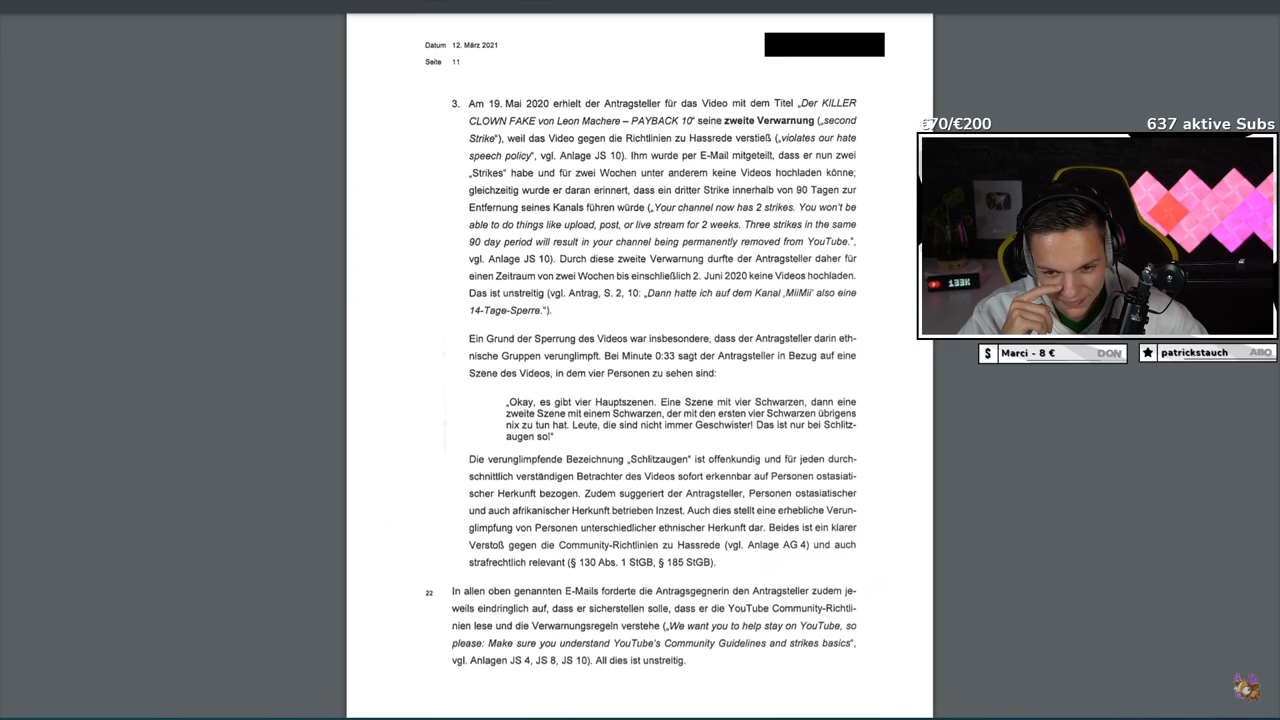 Datum 12. März 2021
Seite 11
3. Am 19. Mai 2020 erhielt der Antragsteller für das Video mit dem Titel „Der KILLER
CLOWN FAKE von Leon Machere – PAYBACK 10“ seine zweite Verwarnung („second
Strike“), weil das Video gegen die Richtlinien zu Hassrede verstieß („violates our hate
speech policy“, vgl. Anlage JS 10). Ihm wurde per E-Mail mitgeteilt, dass er nun zwei
„Strikes“ habe und für zwei Wochen unter anderem keine Videos hochladen könne;
gleichzeitig wurde er daran erinnert, dass ein dritter Strike innerhalb von 90 Tagen zur
Entfernung seines Kanals führen würde („Your channel now has 2 strikes. You won't be
able to do things like upload, post, or live stream for 2 weeks. Three strikes in the same
90 day period will result in your channel being permanently removed from YouTube.“,
vgl. Anlage JS 10). Durch diese zweite Verwarnung durfte der Antragsteller daher für
einen Zeitraum von zwei Wochen bis einschließlich 2. Juni 2020 keine Videos hochladen.
Das ist unstreitig (vgl. Antrag, S. 2, 10: „Dann hatte ich auf dem Kanal ‚MiiMii' also eine
14-Tage-Sperre.“).
Ein Grund der Sperrung des Videos war insbesondere, dass der Antragsteller darin eth-
nische Gruppen verunglimpft. Bei Minute 0:33 sagt der Antragsteller in Bezug auf eine
Szene des Videos, in dem vier Personen zu sehen sind:
„Okay, es gibt vier Hauptszenen. Eine Szene mit vier Schwarzen, dann eine
zweite Szene mit einem Schwarzen, der mit den ersten vier Schwarzen übrigens
nix zu tun hat. Leute, die sind nicht immer Geschwister! Das ist nur bei Schlitz-
augen so!“
Die verunglimpfende Bezeichnung „Schlitzaugen“ ist offenkundig und für jeden durch-
schnittlich verständigen Betrachter des Videos sofort erkennbar auf Personen ostasiati-
scher Herkunft bezogen. Zudem suggeriert der Antragsteller, Personen ostasiatischer
und auch afrikanischer Herkunft betrieben Inzest. Auch dies stellt eine erhebliche Verun-
glimpfung von Personen unterschiedlicher ethnischer Herkunft dar. Beides ist ein klarer
Verstoß gegen die Community-Richtlinien zu Hassrede (vgl. Anlage AG 4) und auch
strafrechtlich relevant (§ 130 Abs. 1 StGB, § 185 StGB).
22 In allen oben genannten E-Mails forderte die Antragsgegnerin den Antragsteller zudem je-
weils eindringlich auf, dass er sicherstellen solle, dass er die YouTube Community-Richtli-
nien lese und die Verwarnungsregeln verstehe („We want you to help stay on YouTube, so
please: Make sure you understand YouTube's Community Guidelines and strikes basics“,
vgl. Anlagen JS 4, JS 8, JS 10). All dies ist unstreitig.
€70/€200
637 aktive Subs
133K
$ Marci - 8 € DON
patrickstauch ABO